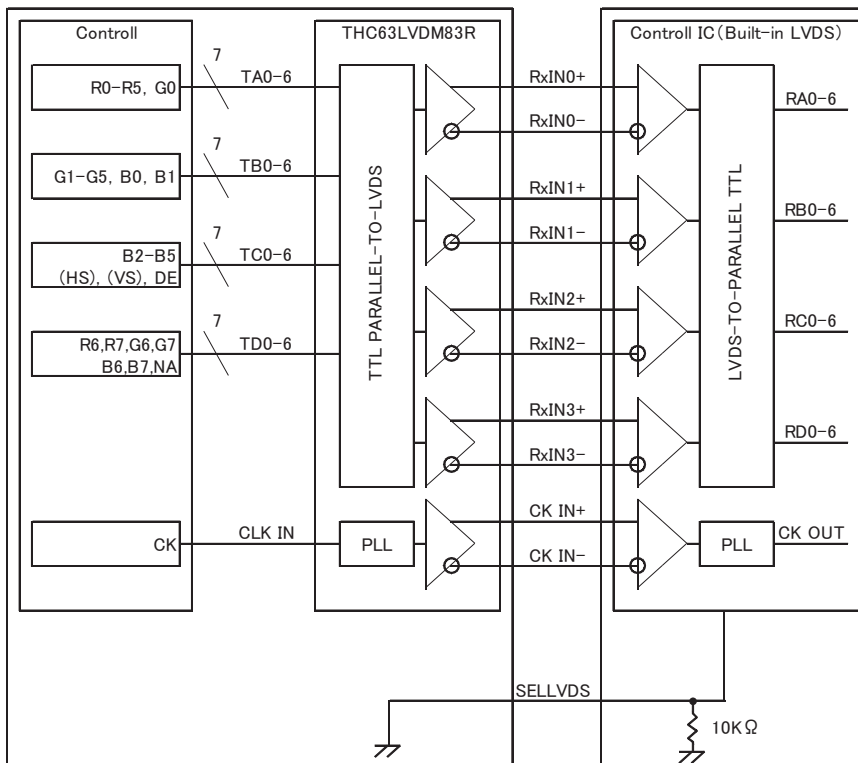 Controll
THC63LVDM83R
Controll IC(Built-in LVDS)
R0-R5, G0
7
TA0-6
RxIN0+
RxIN0-
RA0-6
G1-G5, B0, B1
7
TB0-6
RxIN1+
RxIN1-
RB0-6
B2-B5
(HS), (VS), DE
7
TC0-6
RxIN2+
RxIN2-
RC0-6
R6,R7,G6,G7
B6,B7,NA
7
TD0-6
RxIN3+
RxIN3-
RD0-6
TTL PARALLEL-TO-LVDS
LVDS-TO-PARALLEL TTL
CK
CLK IN
PLL
CK IN+
CK IN-
PLL
CK OUT
SELLVDS
10KΩ